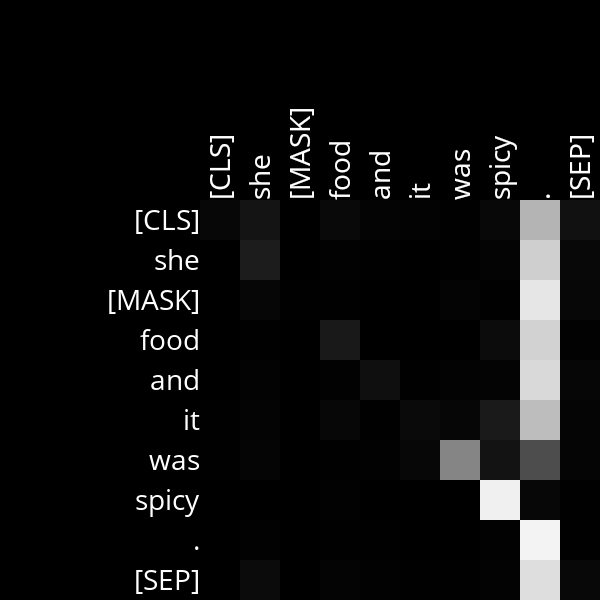 [CLS] she [MASK] food and it was spicy . [SEP]
[CLS]
she
[MASK]
food
and
it
was
spicy
.
[SEP]